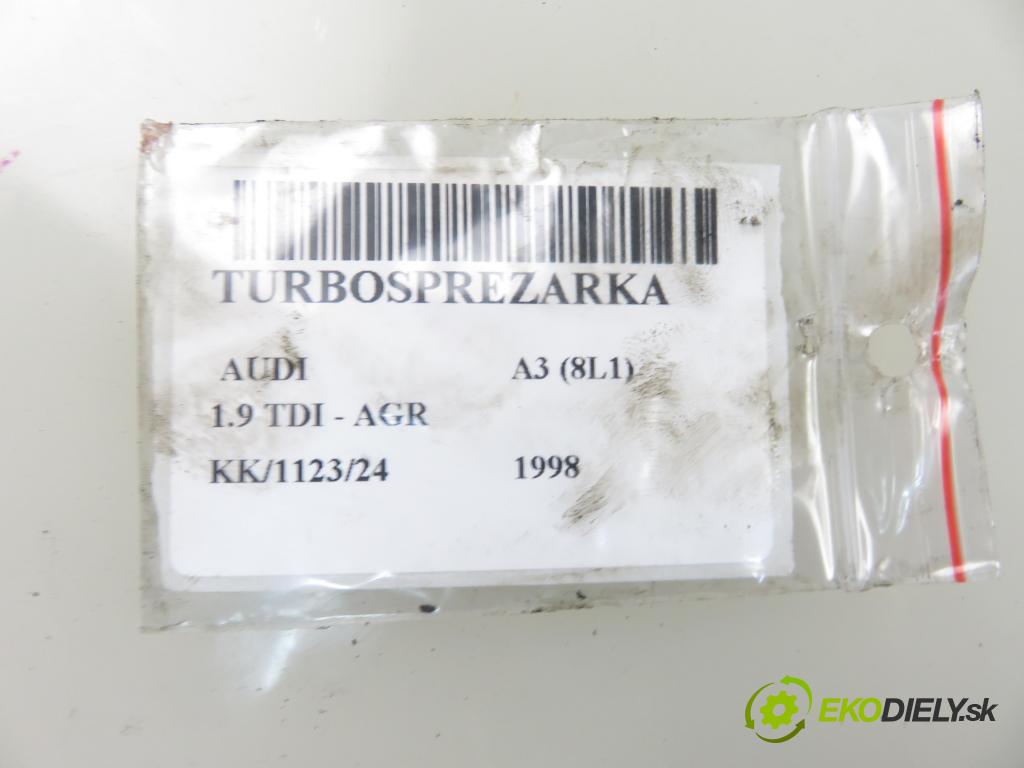 TURBOSPREZARKA
AUDI A3 (8L1)
1.9 TDI - AGR
KK/1123/24 1998
EKODIELY.sk